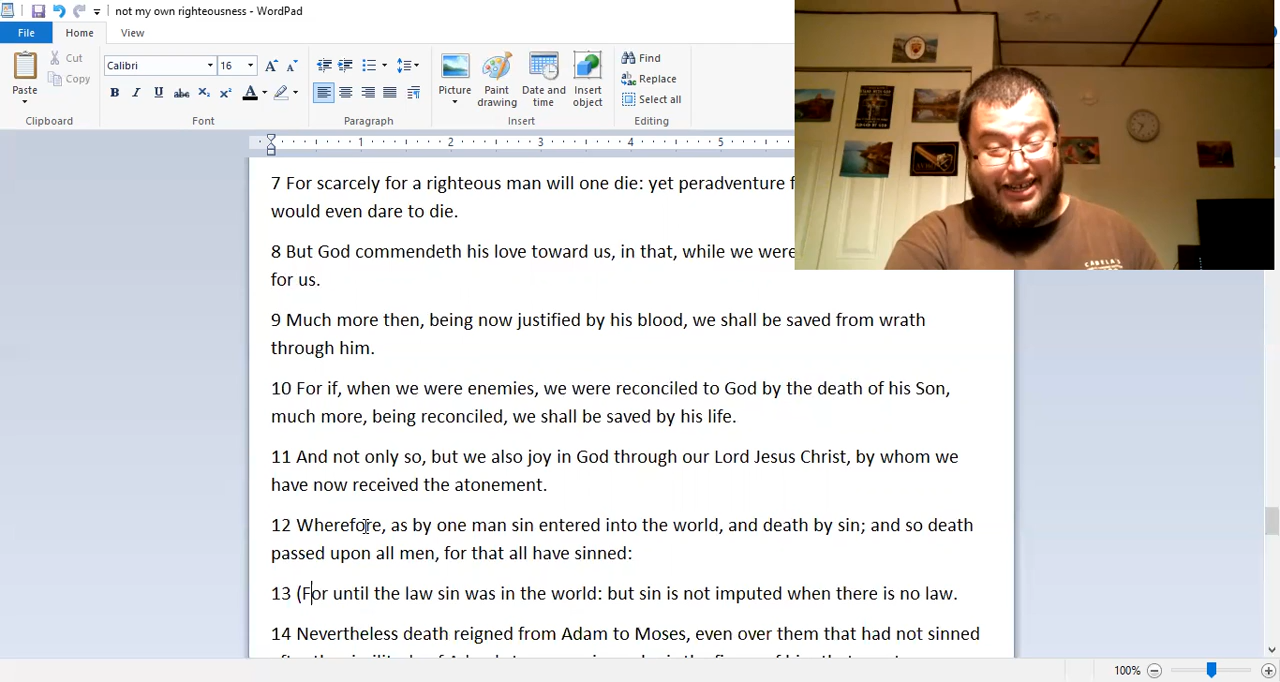 not my own righteousness - WordPad
File Home View
Paste
Cut
Copy
Clipboard
Calibri 16
B I U abc X₂ X² A
Font
Paragraph
Picture
Paint drawing
Date and time
Insert object
Insert
Find
Replace
Select all
Editing
1 2 3 4 5
7 For scarcely for a righteous man will one die: yet peradventure
would even dare to die.
8 But God commendeth his love toward us, in that, while we were
for us.
9 Much more then, being now justified by his blood, we shall be saved from wrath
through him.
10 For if, when we were enemies, we were reconciled to God by the death of his Son,
much more, being reconciled, we shall be saved by his life.
11 And not only so, but we also joy in God through our Lord Jesus Christ, by whom we
have now received the atonement.
12 Wherefore, as by one man sin entered into the world, and death by sin; and so death
passed upon all men, for that all have sinned:
13 (For until the law sin was in the world: but sin is not imputed when there is no law.
14 Nevertheless death reigned from Adam to Moses, even over them that had not sinned
CABELA'S
100%